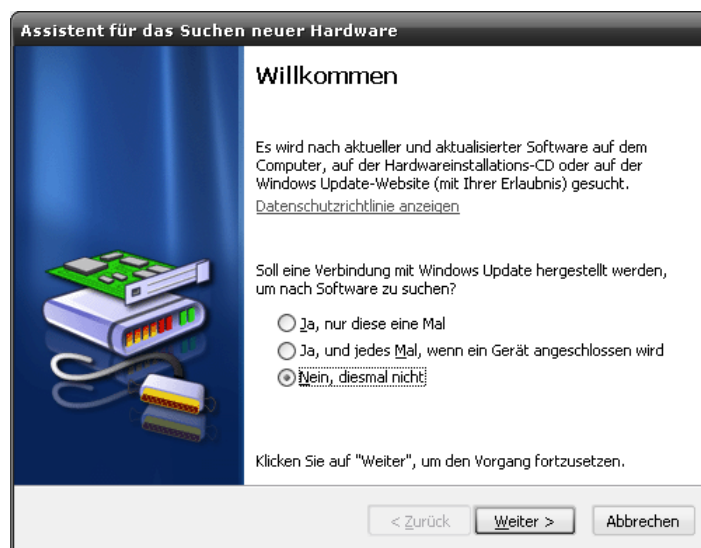 Assistent für das Suchen neuer Hardware
Willkommen
Es wird nach aktueller und aktualisierter Software auf dem
Computer, auf der Hardwareinstallations-CD oder auf der
Windows Update-Website (mit Ihrer Erlaubnis) gesucht.
Datenschutzrichtlinie anzeigen
Soll eine Verbindung mit Windows Update hergestellt werden,
um nach Software zu suchen?
Ja, nur diese eine Mal
Ja, und jedes Mal, wenn ein Gerät angeschlossen wird
Nein, diesmal nicht
Klicken Sie auf "Weiter", um den Vorgang fortzusetzen.
< Zurück
Weiter >
Abbrechen